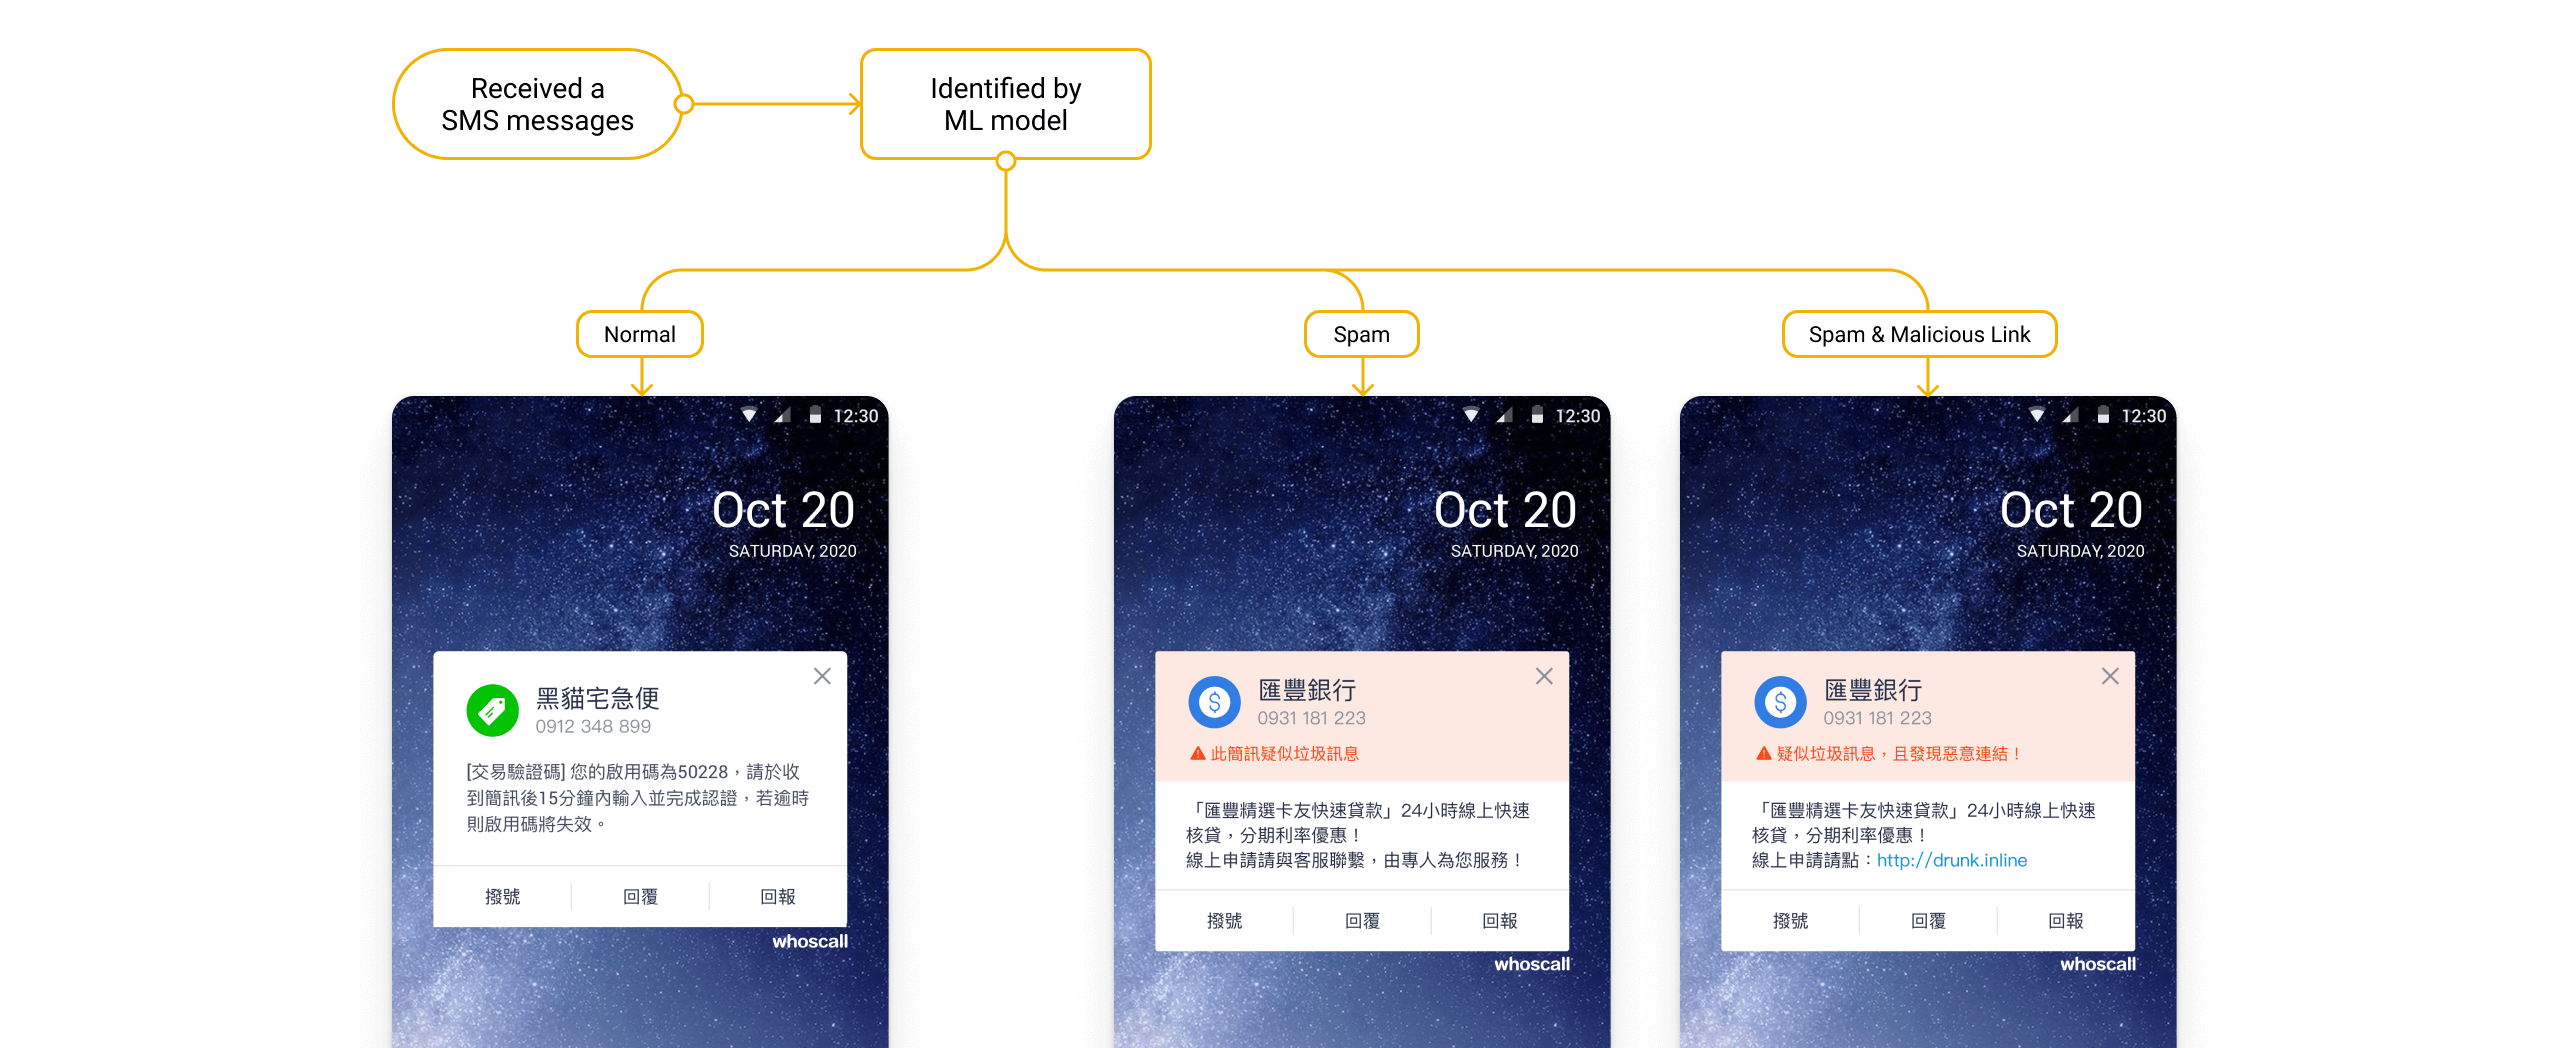 Received a
SMS messages
Identified by
ML model
Normal
Spam
Spam & Malicious Link
12:30
Oct 20
SATURDAY, 2020
黑貓宅急便
0912 348 899
[交易驗證碼] 您的啟用碼為50228，請於收
到簡訊後15分鐘內輸入並完成認證，若逾時
則啟用碼將失效。
撥號
回覆
回報
whoscall
12:30
Oct 20
SATURDAY, 2020
匯豐銀行
0931 181 223
此簡訊疑似垃圾訊息
「匯豐精選卡友快速貸款」24小時線上快速
核貸，分期利率優惠！
線上申請請與客服聯繫，由專人為您服務！
撥號
回覆
回報
whoscall
12:30
Oct 20
SATURDAY, 2020
匯豐銀行
0931 181 223
疑似垃圾訊息，且發現惡意連結！
「匯豐精選卡友快速貸款」24小時線上快速
核貸，分期利率優惠！
線上申請請點：http://drunk.inline
撥號
回覆
回報
whoscall